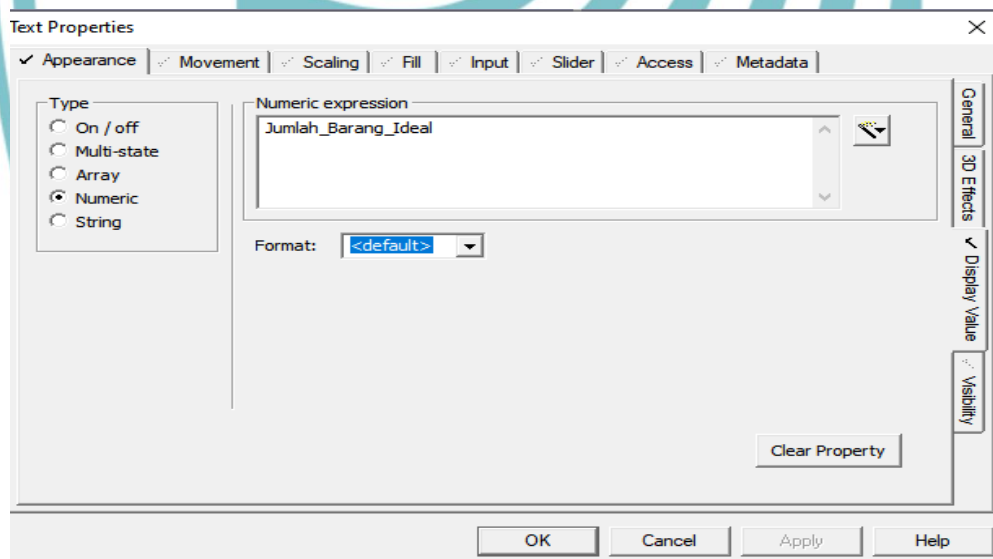 Text Properties
Appearance Movement Scaling Fill Input Slider Access Metadata
Type
On / off
Multi-state
Array
Numeric
String
Numeric expression
Jumlah_Barang_Ideal
Format: <default>
Clear Property
General
3D Effects
Display Value
Visibility
OK Cancel Apply Help